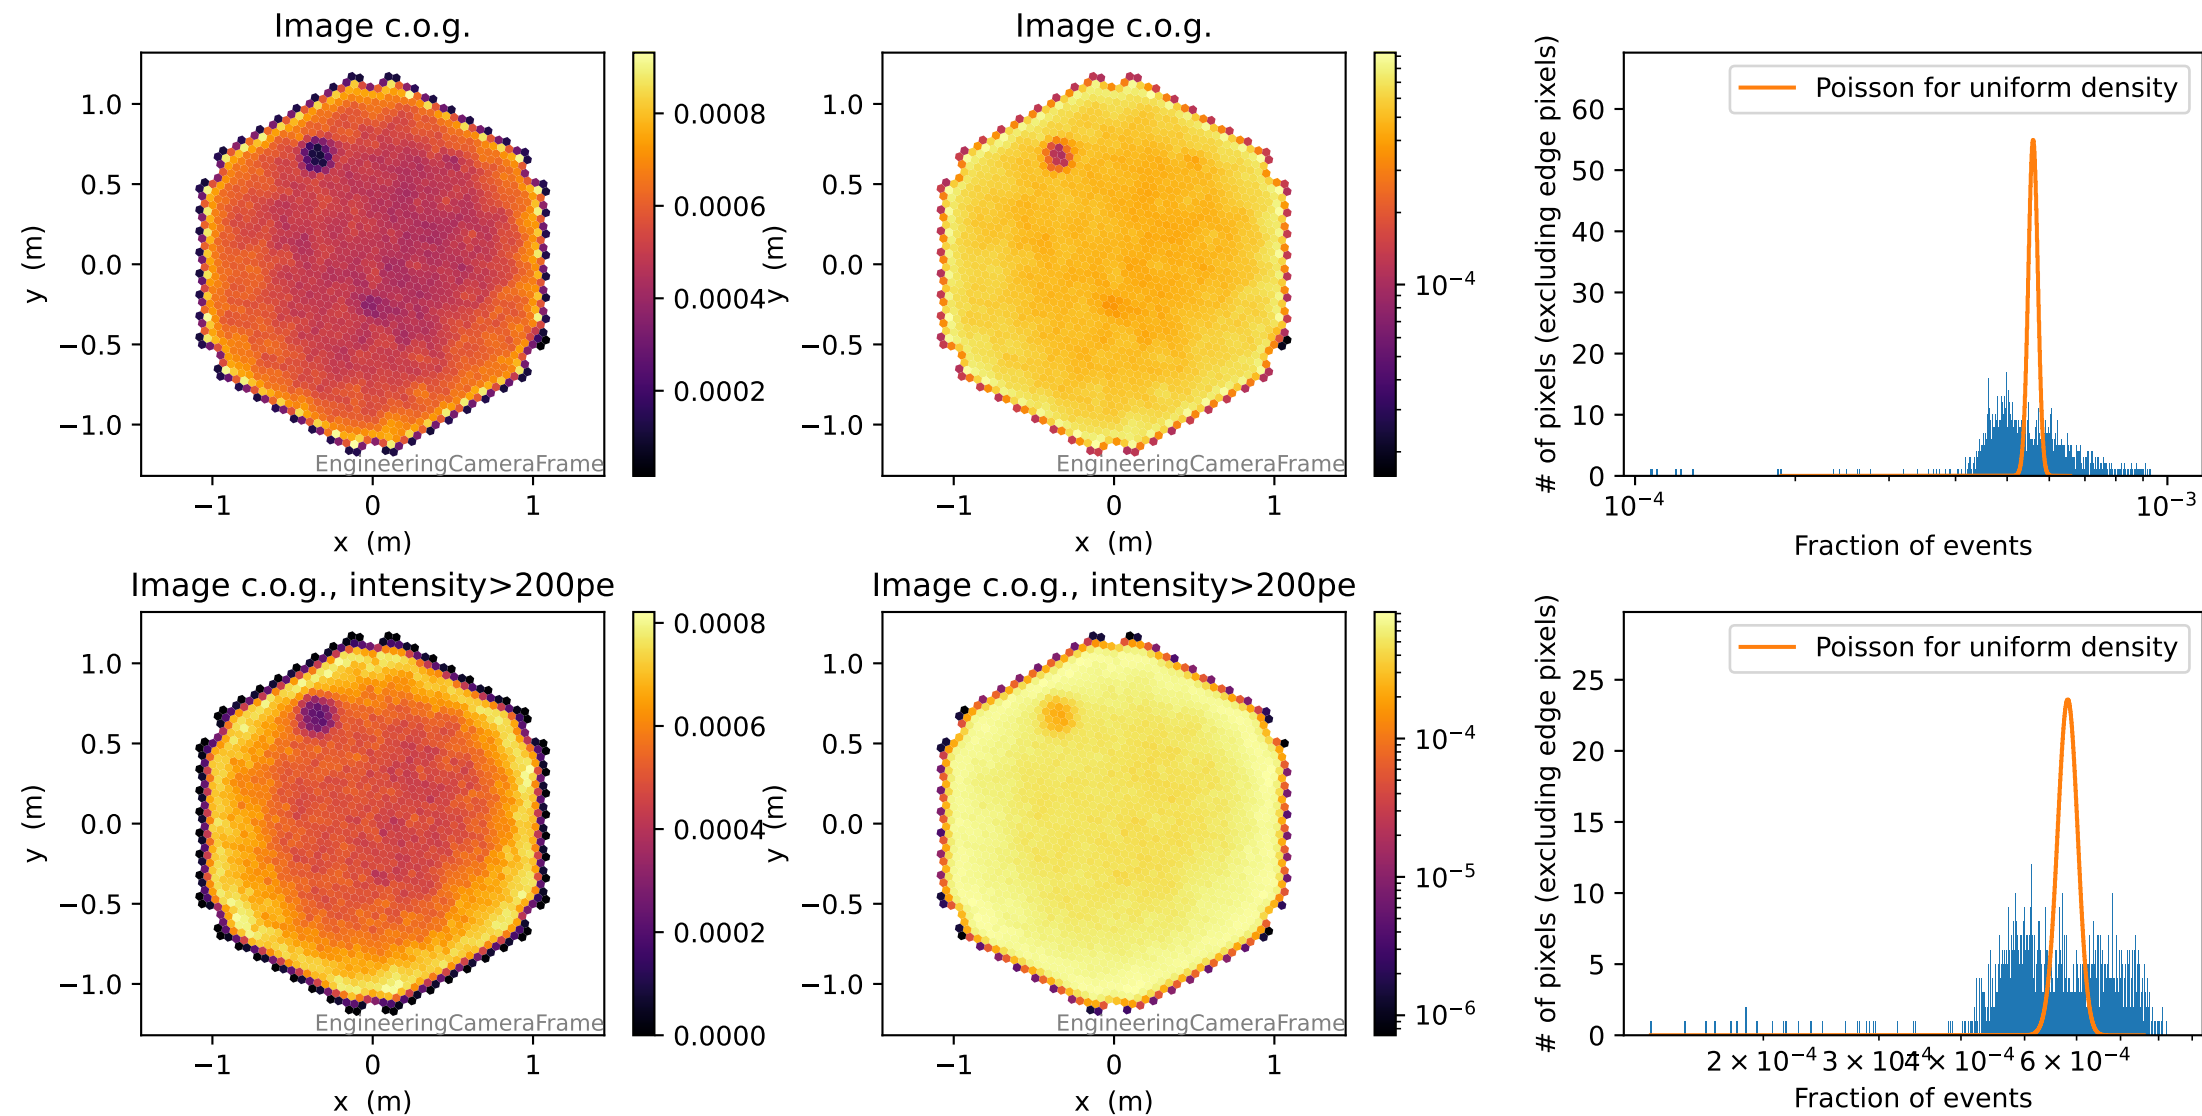 Image c.o.g.
1.0
0.5
0.0
−0.5
−1.0
y (m)
−1
0
1
x (m)
EngineeringCameraFrame
0.0008
0.0006
0.0004
0.0002
Image c.o.g.
1.0
0.5
0.0
−0.5
−1.0
y (m)
−1
0
1
x (m)
EngineeringCameraFrame
10⁻⁴
Poisson for uniform density
# of pixels (excluding edge pixels)
60
50
40
30
20
10
0
10⁻⁴
10⁻³
Fraction of events
Image c.o.g., intensity>200pe
1.0
0.5
0.0
−0.5
−1.0
y (m)
−1
0
1
x (m)
EngineeringCameraFrame
0.0008
0.0006
0.0004
0.0002
0.0000
Image c.o.g., intensity>200pe
1.0
0.5
0.0
−0.5
−1.0
y (m)
−1
0
1
x (m)
EngineeringCameraFrame
10⁻⁴
10⁻⁵
10⁻⁶
Poisson for uniform density
# of pixels (excluding edge pixels)
25
20
15
10
5
0
2 × 10⁻⁴
3 × 10⁻⁴
4 × 10⁻⁴
6 × 10⁻⁴
Fraction of events